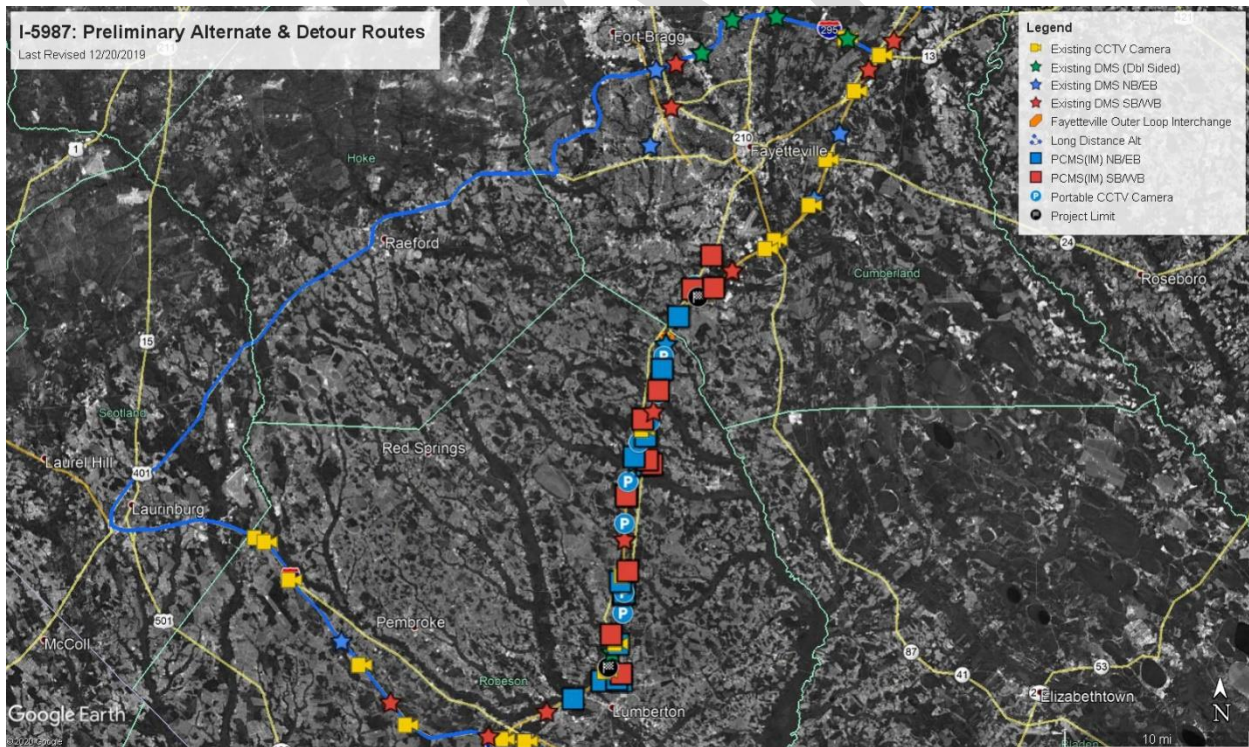 I-5987: Preliminary Alternate & Detour Routes
Last Revised 12/20/2019
Legend
Existing CCTV Camera
Existing DMS (Dbl Sided)
Existing DMS NB/EB
Existing DMS SB/WB
Fayetteville Outer Loop Interchange
Long Distance Alt
PCMS(IM) NB/EB
PCMS(IM) SB/WB
Portable CCTV Camera
Project Limit
Fort Bragg
295
13
1
Hoke
210
Fayetteville
24
Raeford
Cumberland
Roseboro
15
Scotland
Laurel Hill
401
Red Springs
Laurinburg
P
P
P
P
501
McColl
Pembroke
Robeson
Lumberton
87
41
53
Elizabethtown
Bladen
Google Earth
© 2020 Google
N
10 mi